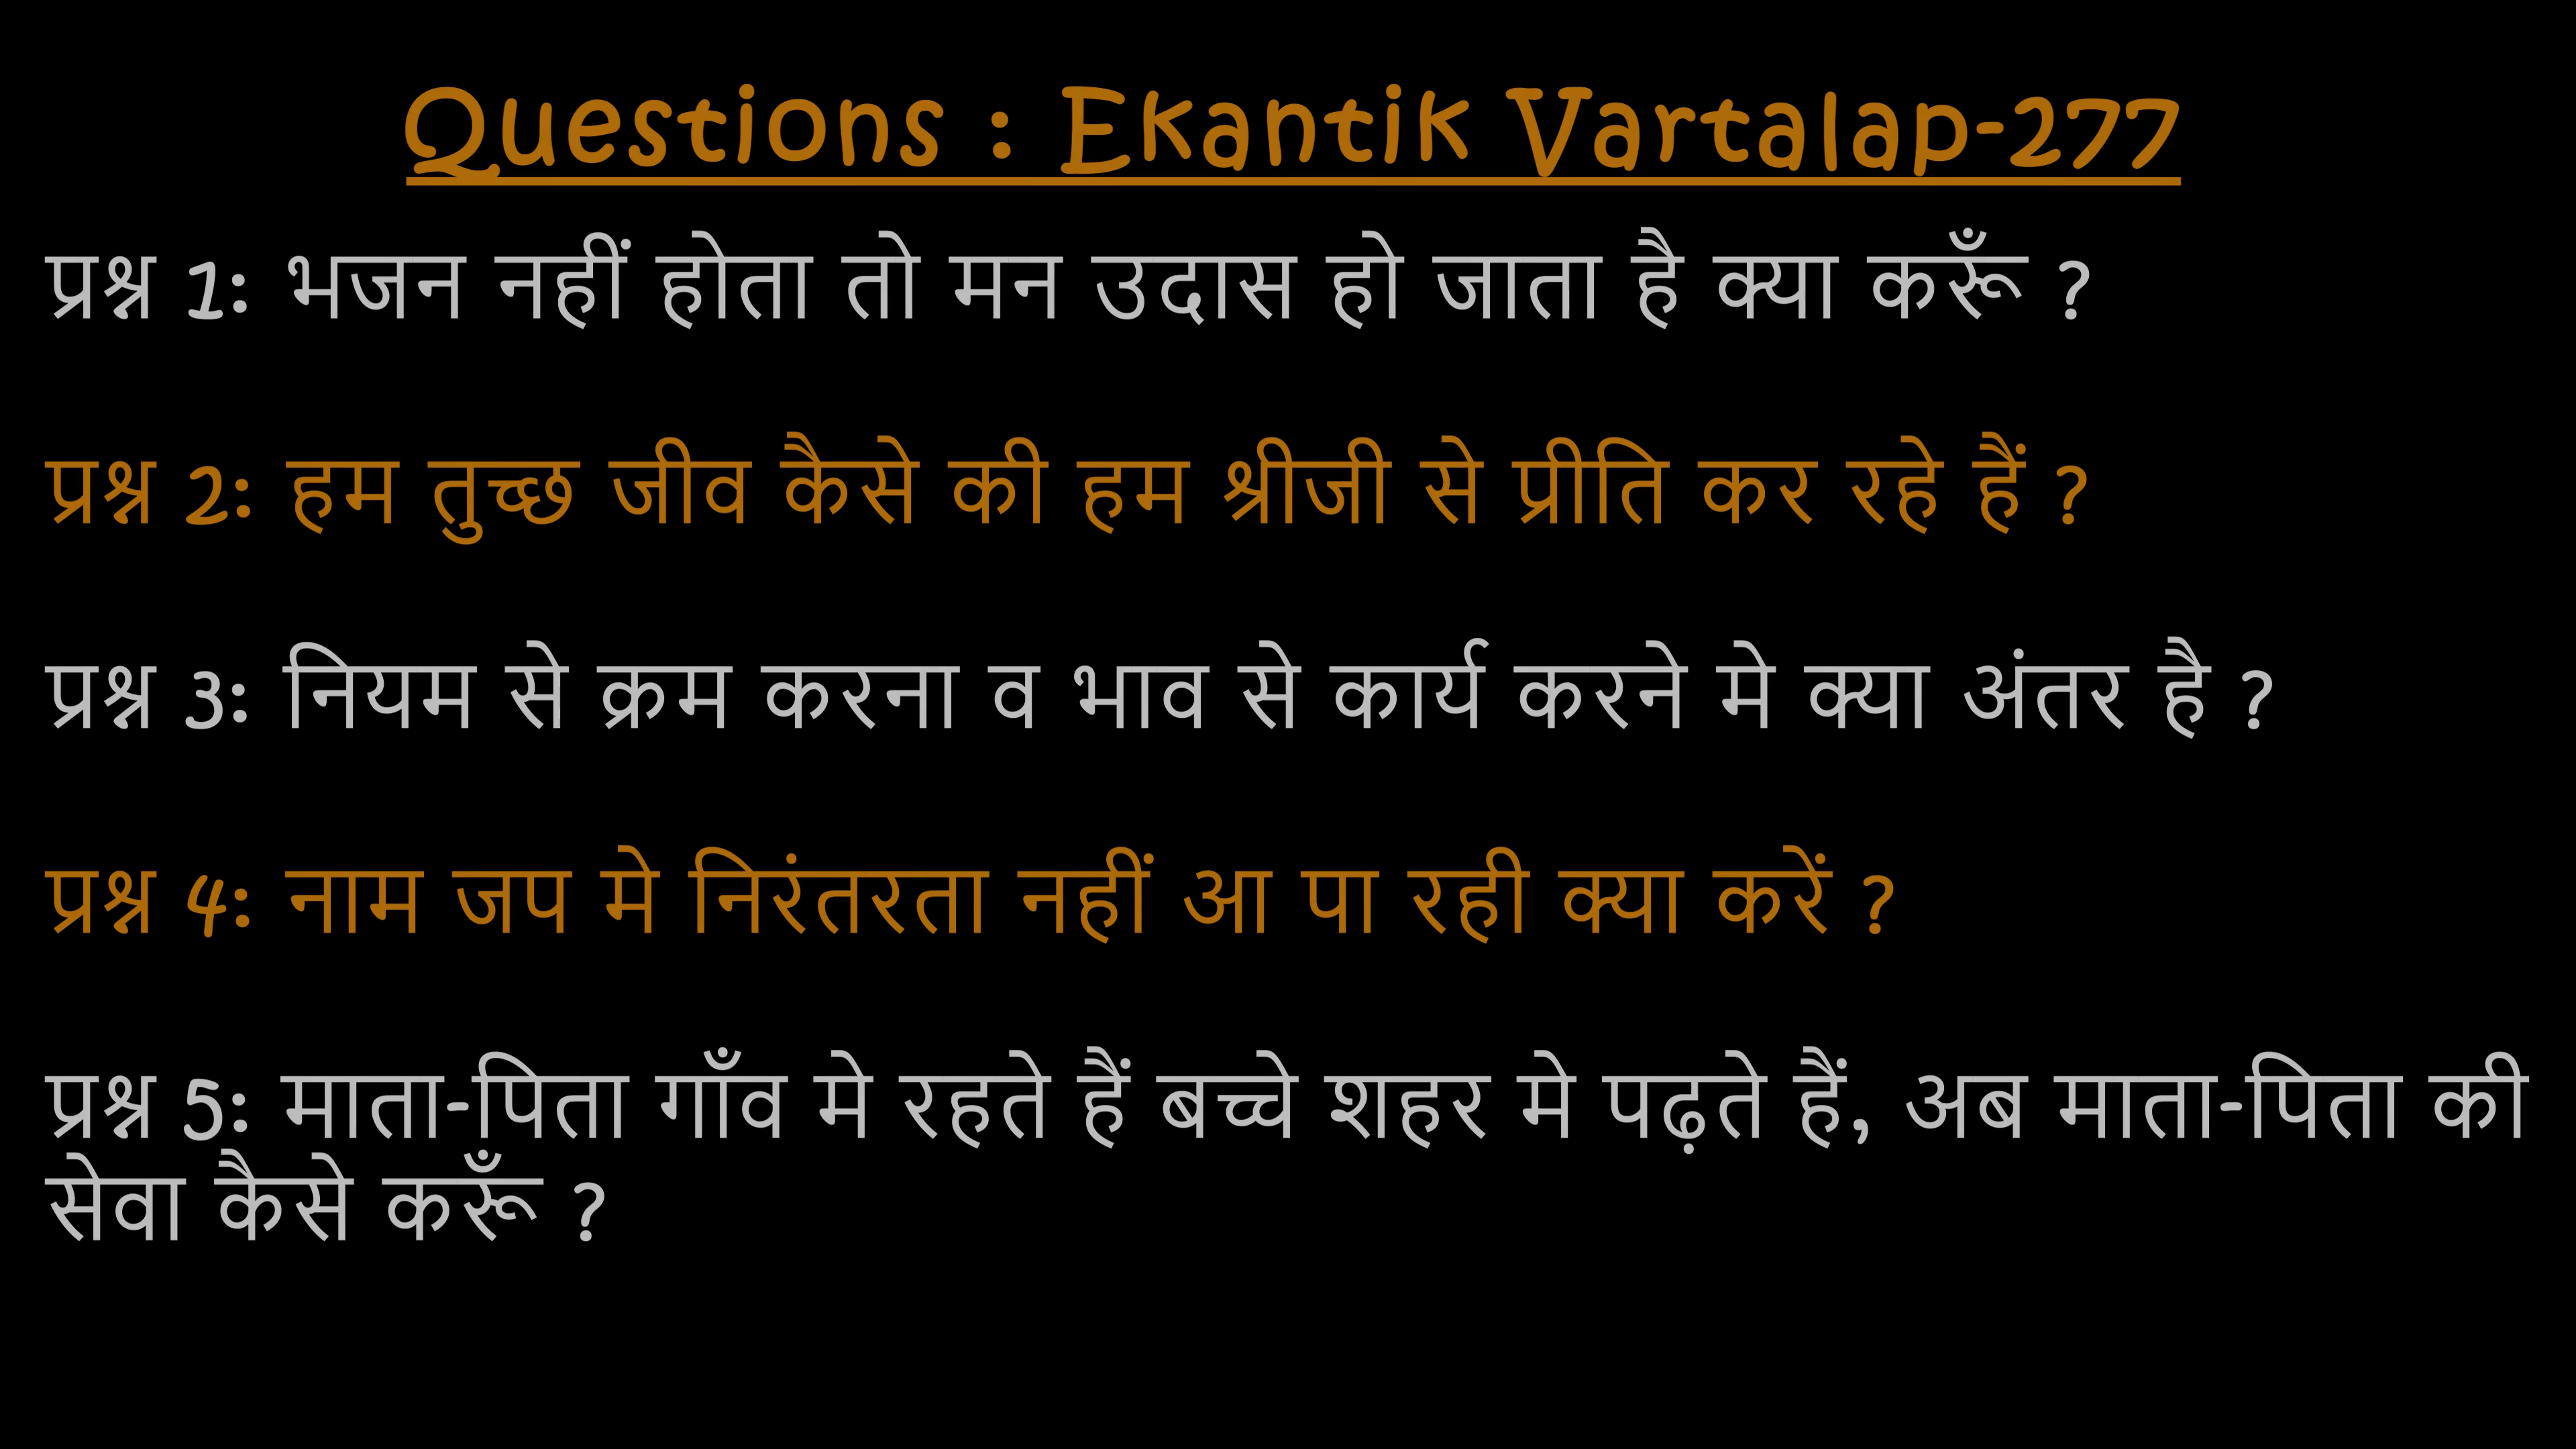 Questions : Ekantik Vartalap-277
प्रश्न 1: भजन नहीं होता तो मन उदास हो जाता है क्या करूँ ?
प्रश्न 2: हम तुच्छ जीव कैसे की हम श्रीजी से प्रीति कर रहे हैं ?
प्रश्न 3: नियम से क्रम करना व भाव से कार्य करने मे क्या अंतर है ?
प्रश्न 4: नाम जप मे निरंतरता नहीं आ पा रही क्या करें ?
प्रश्न 5: माता-पिता गाँव मे रहते हैं बच्चे शहर मे पढ़ते हैं, अब माता-पिता की
सेवा कैसे करूँ ?